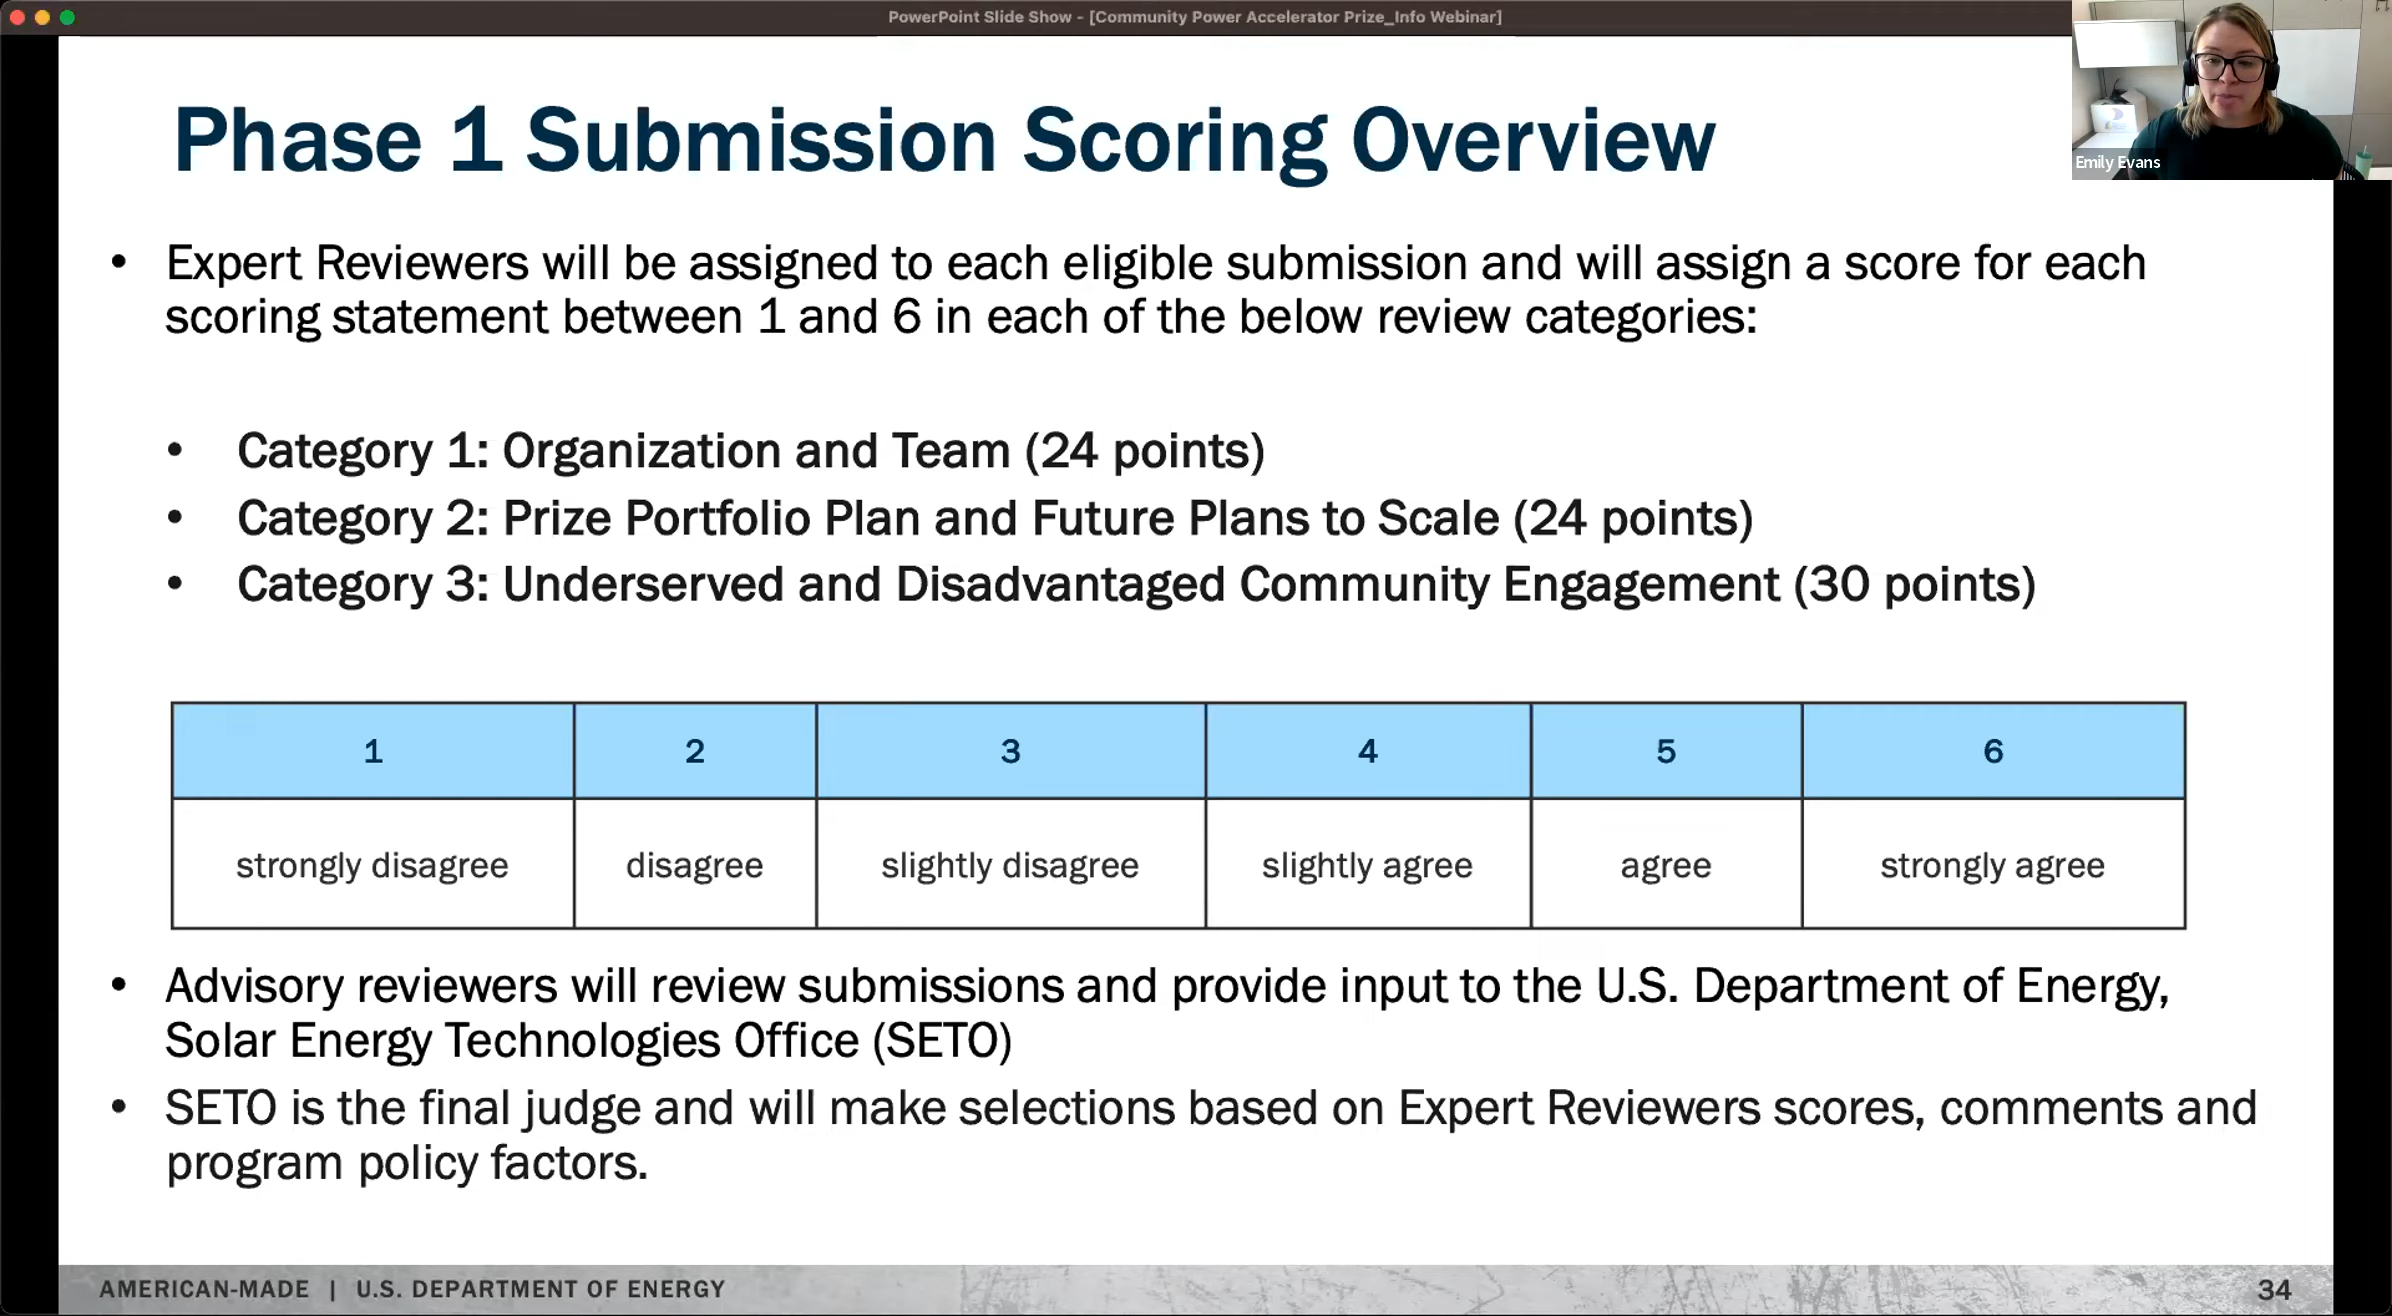 PowerPoint Slide Show - [Community Power Accelerator Prize_Info Webinar]
Emily Evans
Phase 1 Submission Scoring Overview
• Expert Reviewers will be assigned to each eligible submission and will assign a score for each
scoring statement between 1 and 6 in each of the below review categories:
• Category 1: Organization and Team (24 points)
• Category 2: Prize Portfolio Plan and Future Plans to Scale (24 points)
• Category 3: Underserved and Disadvantaged Community Engagement (30 points)
1 2 3 4 5 6
strongly disagree disagree slightly disagree slightly agree agree strongly agree
• Advisory reviewers will review submissions and provide input to the U.S. Department of Energy,
Solar Energy Technologies Office (SETO)
• SETO is the final judge and will make selections based on Expert Reviewers scores, comments and
program policy factors.
AMERICAN-MADE | U.S. DEPARTMENT OF ENERGY
34